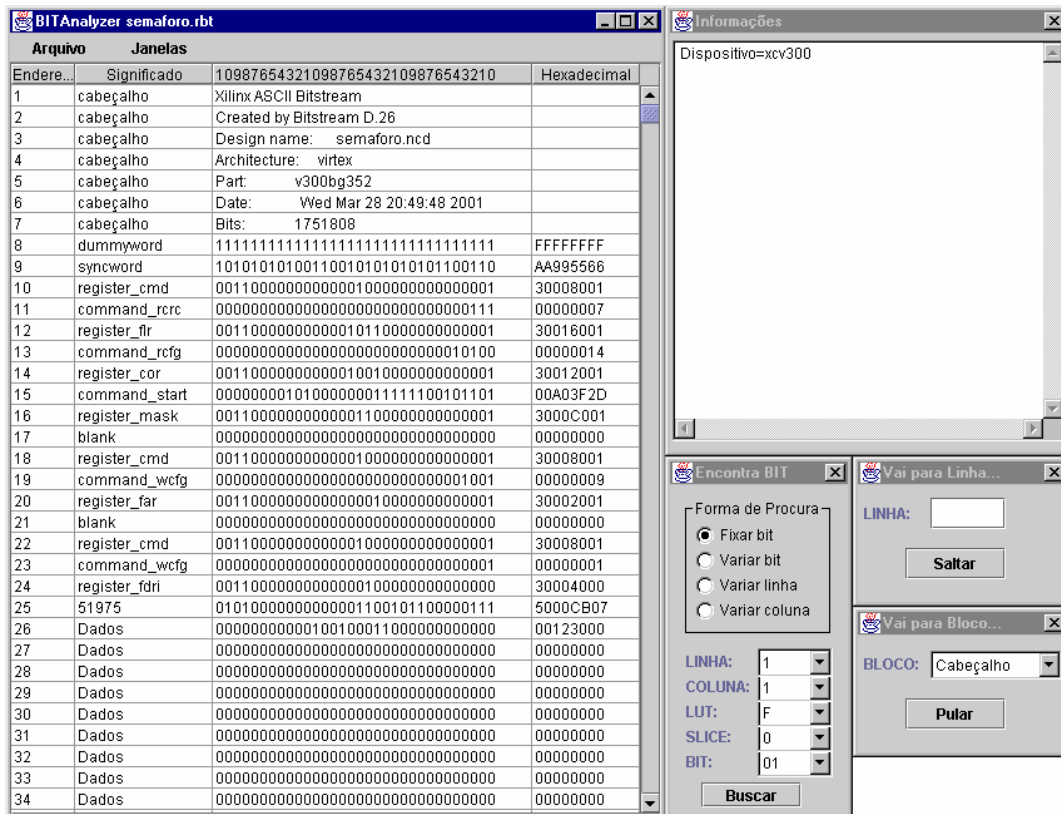 BITAnalyzer semaforo.rbt
Arquivo Janelas
Endere... Significado 10987654321098765432109876543210 Hexadecimal
1 cabeçalho Xilinx ASCII Bitstream
2 cabeçalho Created by Bitstream D.26
3 cabeçalho Design name: semaforo.ncd
4 cabeçalho Architecture: virtex
5 cabeçalho Part: v300bg352
6 cabeçalho Date: Wed Mar 28 20:49:48 2001
7 cabeçalho Bits: 1751808
8 dummyword 11111111111111111111111111111111 FFFFFFFF
9 syncword 10101010100110010101010101100110 AA995566
10 register_cmd 00110000000000001000000000000001 30008001
11 command_rcrc 00000000000000000000000000000111 00000007
12 register_flr 00110000000000010110000000000001 30016001
13 command_rcfg 00000000000000000000000000010100 00000014
14 register_cor 00110000000000010010000000000001 30012001
15 command_start 00000000101000000011111100101101 00A03F2D
16 register_mask 00110000000000001100000000000001 3000C001
17 blank 00000000000000000000000000000000 00000000
18 register_cmd 00110000000000001000000000000001 30008001
19 command_wcfg 00000000000000000000000000001001 00000009
20 register_far 00110000000000000010000000000001 30002001
21 blank 00000000000000000000000000000000 00000000
22 register_cmd 00110000000000001000000000000001 30008001
23 command_wcfg 00000000000000000000000000000001 00000001
24 register_fdri 00110000000000000100000000000000 30004000
25 51975 01010000000000001100101100000111 5000CB07
26 Dados 00000000000100100011000000000000 00123000
27 Dados 00000000000000000000000000000000 00000000
28 Dados 00000000000000000000000000000000 00000000
29 Dados 00000000000000000000000000000000 00000000
30 Dados 00000000000000000000000000000000 00000000
31 Dados 00000000000000000000000000000000 00000000
32 Dados 00000000000000000000000000000000 00000000
33 Dados 00000000000000000000000000000000 00000000
34 Dados 00000000000000000000000000000000 00000000
Informações
Dispositivo=xcv300
Encontra BIT
Forma de Procura
Fixar bit
Variar bit
Variar linha
Variar coluna
LINHA: 1
COLUNA: 1
LUT: F
SLICE: 0
BIT: 01
Buscar
Vai para Linha...
LINHA:
Saltar
Vai para Bloco...
BLOCO: Cabeçalho
Pular